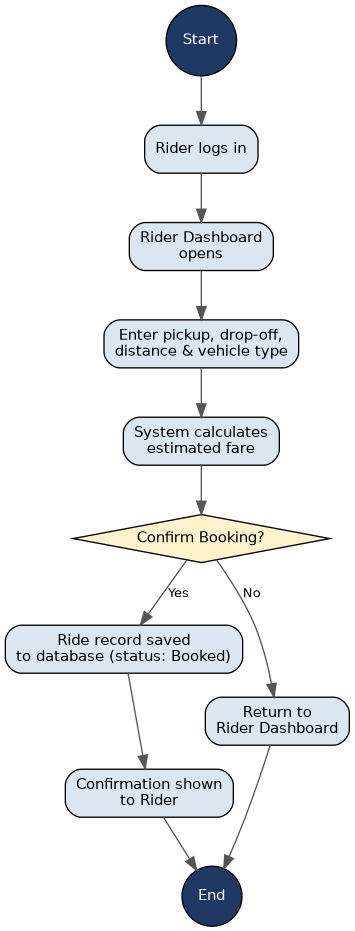 Start
Rider logs in
Rider Dashboard
opens
Enter pickup, drop-off,
distance & vehicle type
System calculates
estimated fare
Confirm Booking?
Yes
No
Ride record saved
to database (status: Booked)
Return to
Rider Dashboard
Confirmation shown
to Rider
End